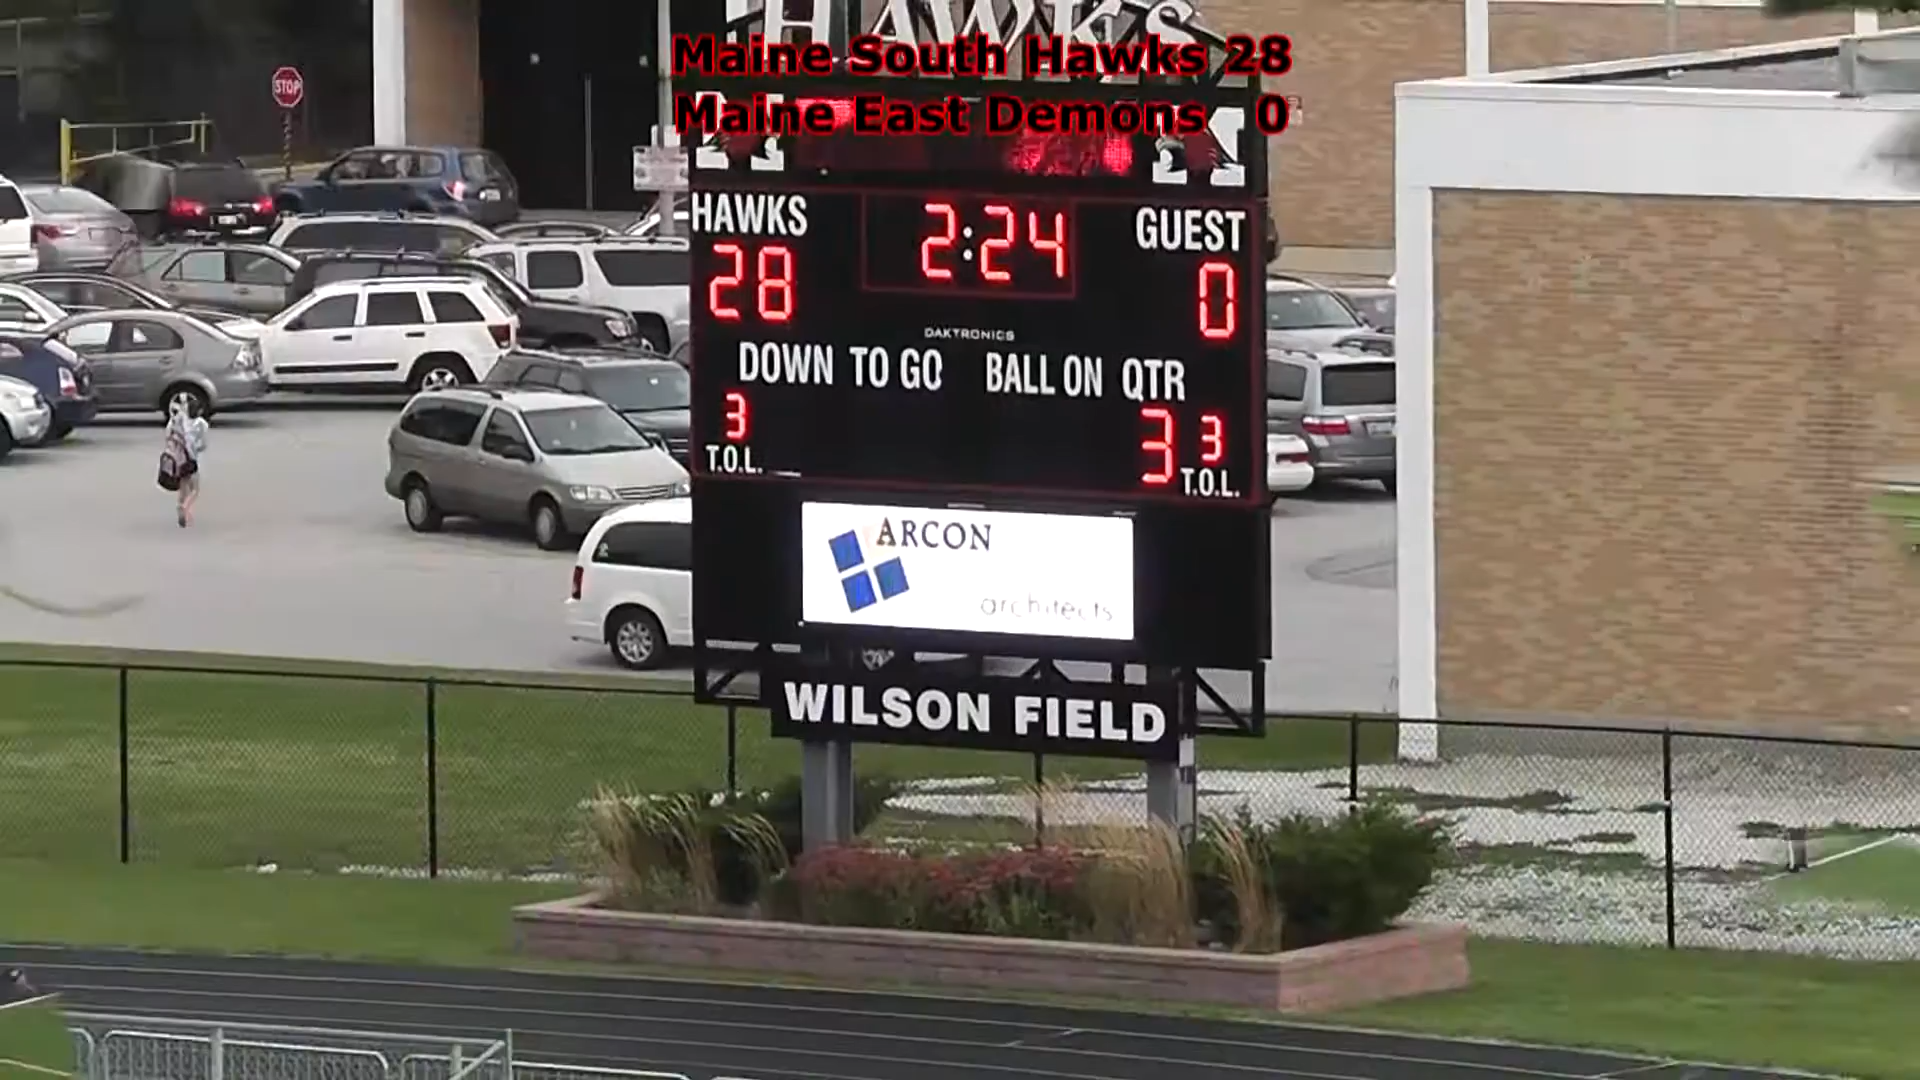 HAWKS
Maine South Hawks 28
Maine East Demons 0
STOP
HAWKS
2:24
GUEST
28
0
DAKTRONICS
DOWN TO GO BALL ON QTR
3
3
3
T.O.L.
T.O.L.
ARCON
architects
WILSON FIELD